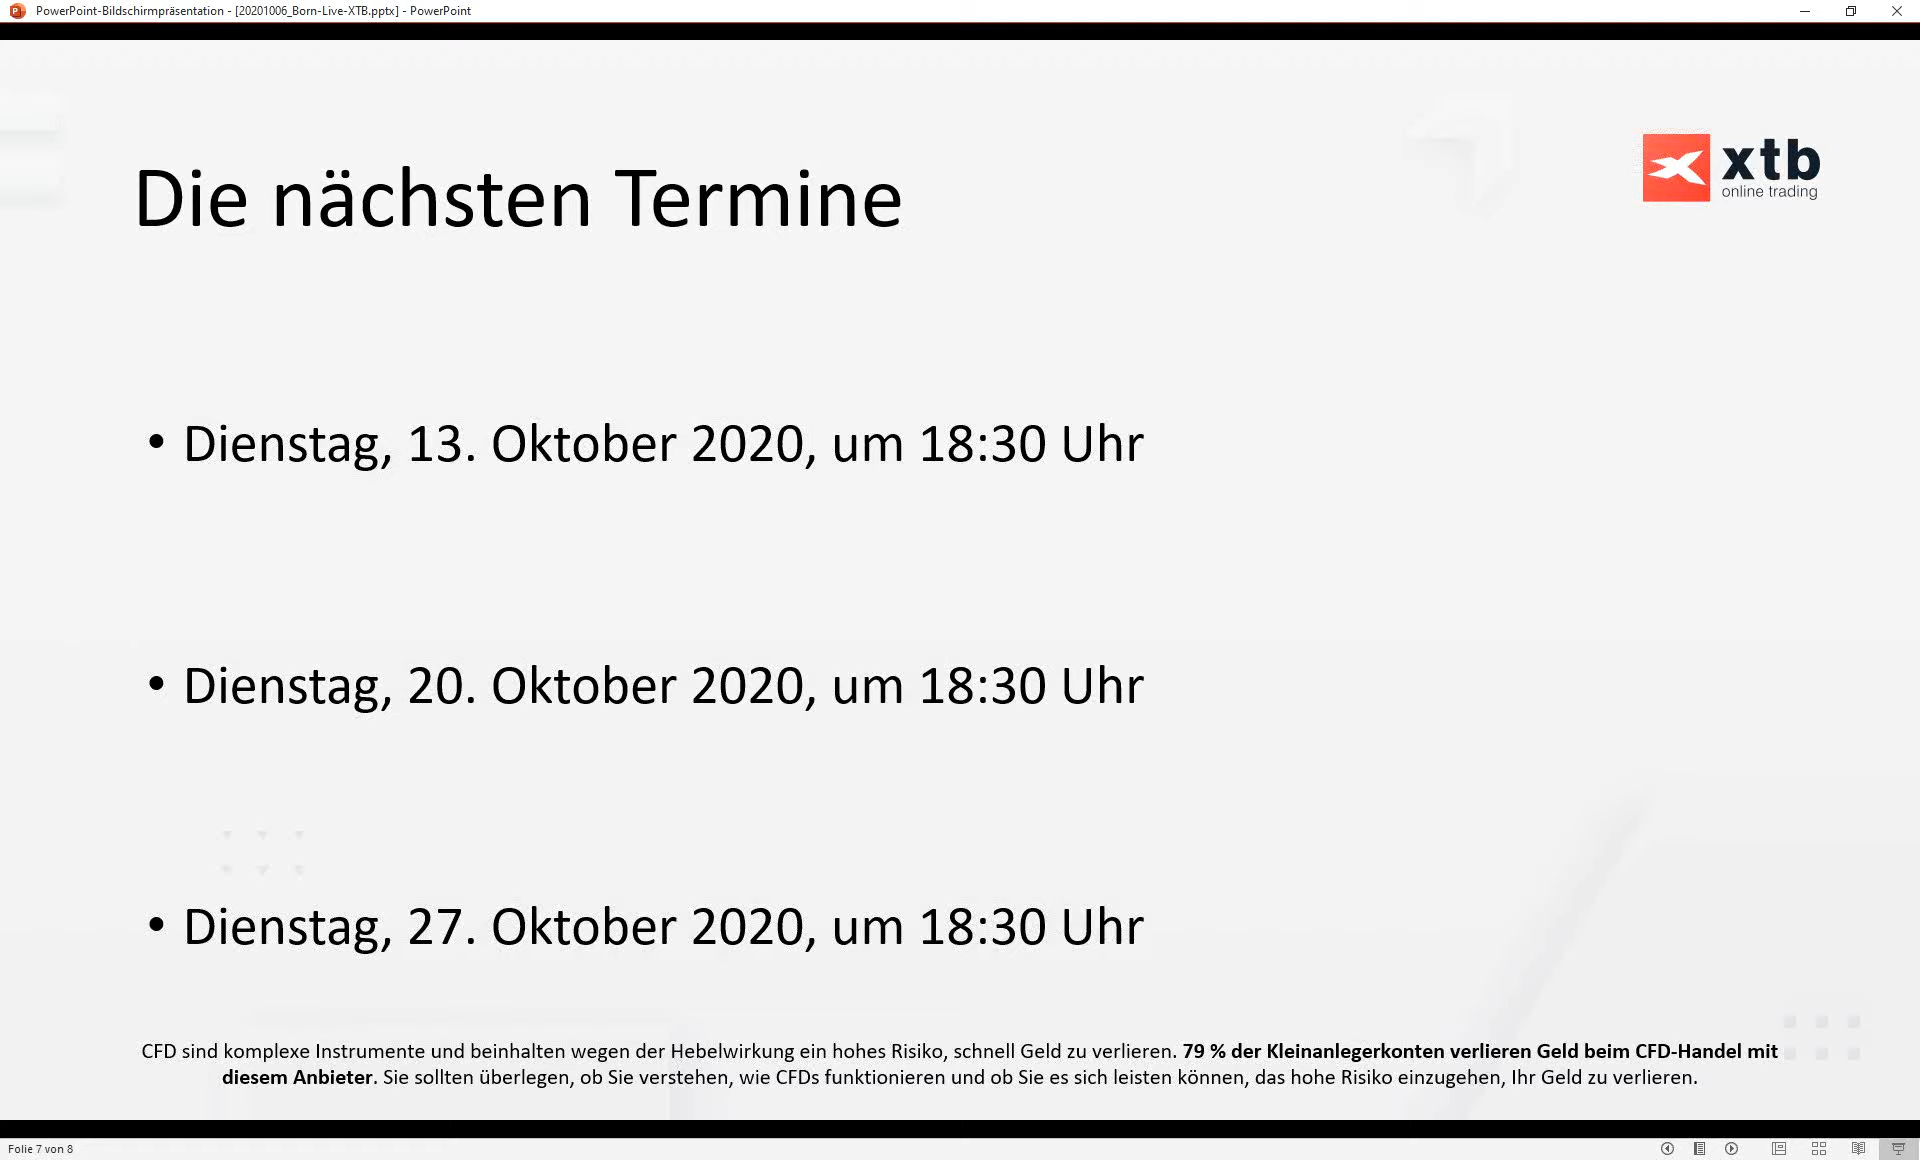 PowerPoint-Bildschirmpräsentation - [20201006_Born-Live-XTB.pptx] - PowerPoint
xtb
online trading
Die nächsten Termine
• Dienstag, 13. Oktober 2020, um 18:30 Uhr
• Dienstag, 20. Oktober 2020, um 18:30 Uhr
• Dienstag, 27. Oktober 2020, um 18:30 Uhr
CFD sind komplexe Instrumente und beinhalten wegen der Hebelwirkung ein hohes Risiko, schnell Geld zu verlieren. 79 % der Kleinanlegerkonten verlieren Geld beim CFD-Handel mit
diesem Anbieter. Sie sollten überlegen, ob Sie verstehen, wie CFDs funktionieren und ob Sie es sich leisten können, das hohe Risiko einzugehen, Ihr Geld zu verlieren.
Folie 7 von 8